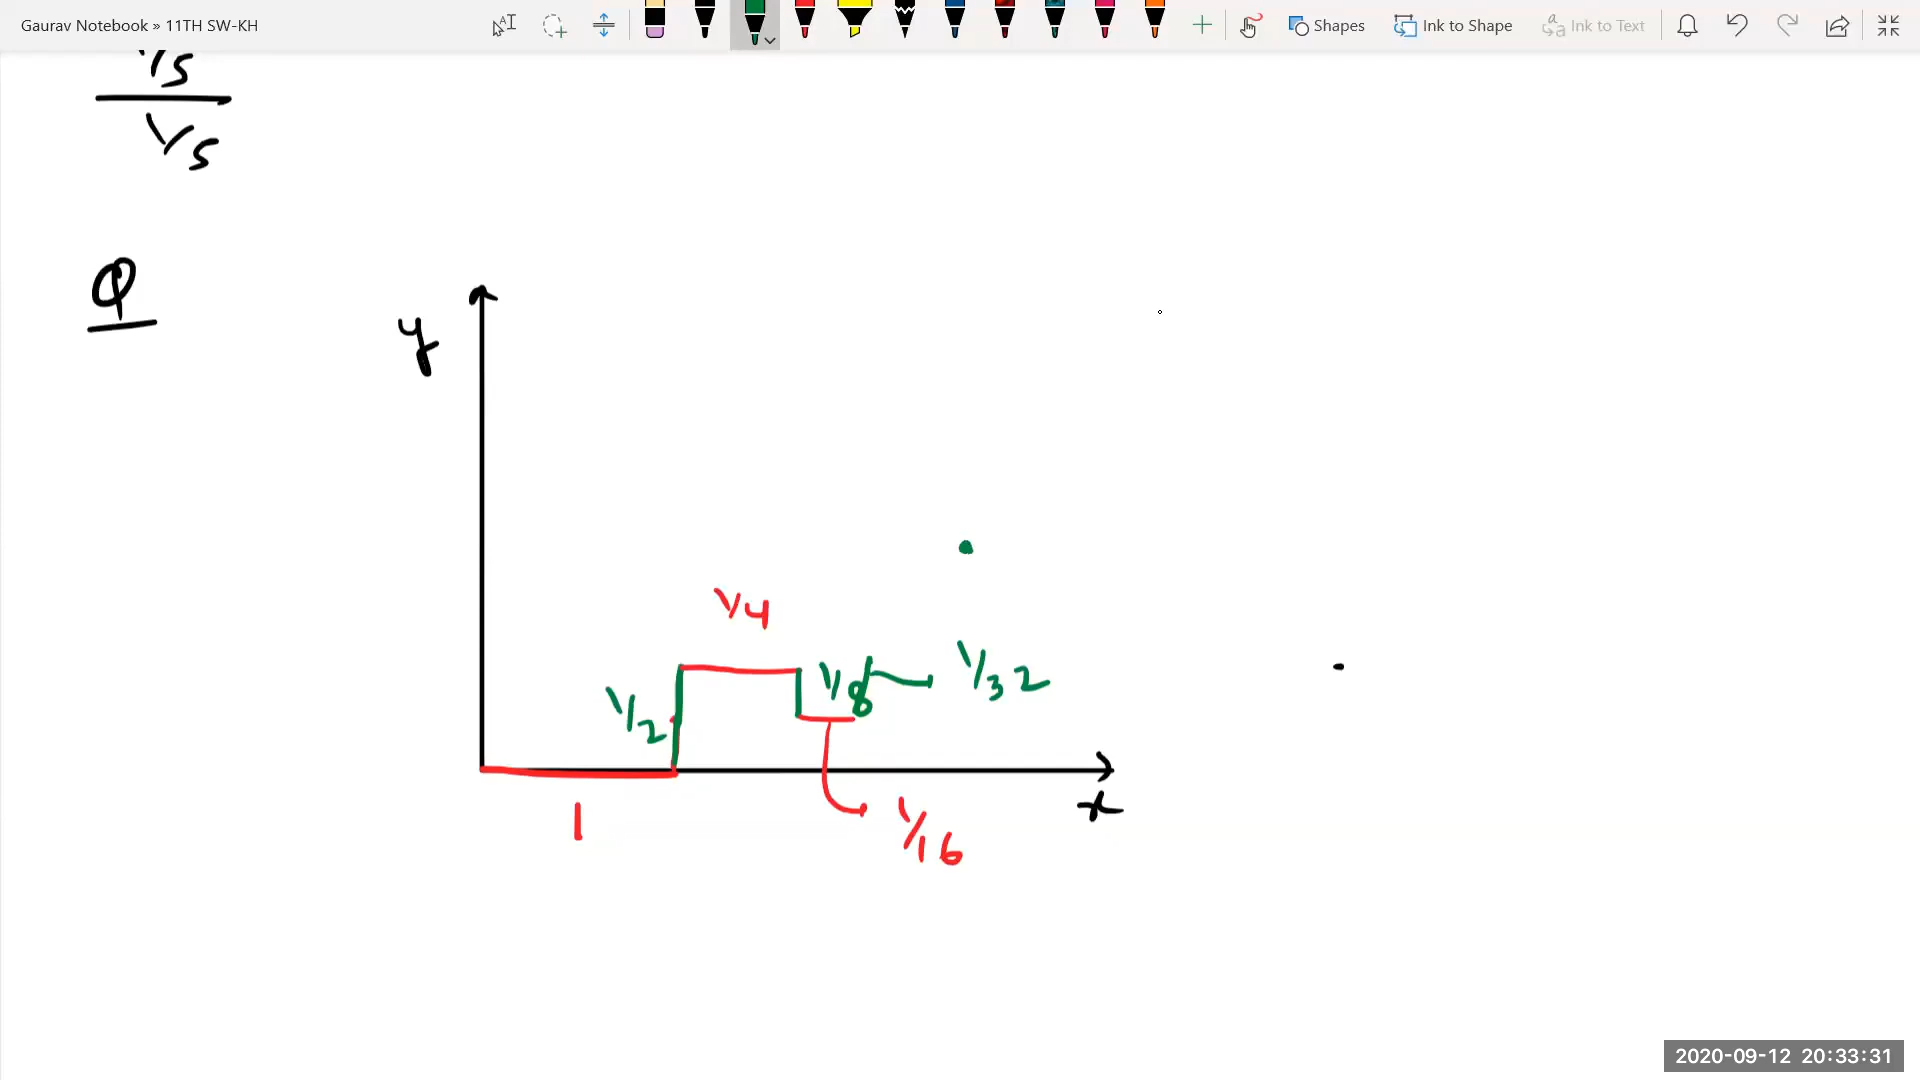 Gaurav Notebook » 11TH SW-KH
Shapes
Ink to Shape
Ink to Text
1/5
1/5
Q
y
1/4
1/2
1/8
1/32
x
1
1/16
2020-09-12 20:33:31